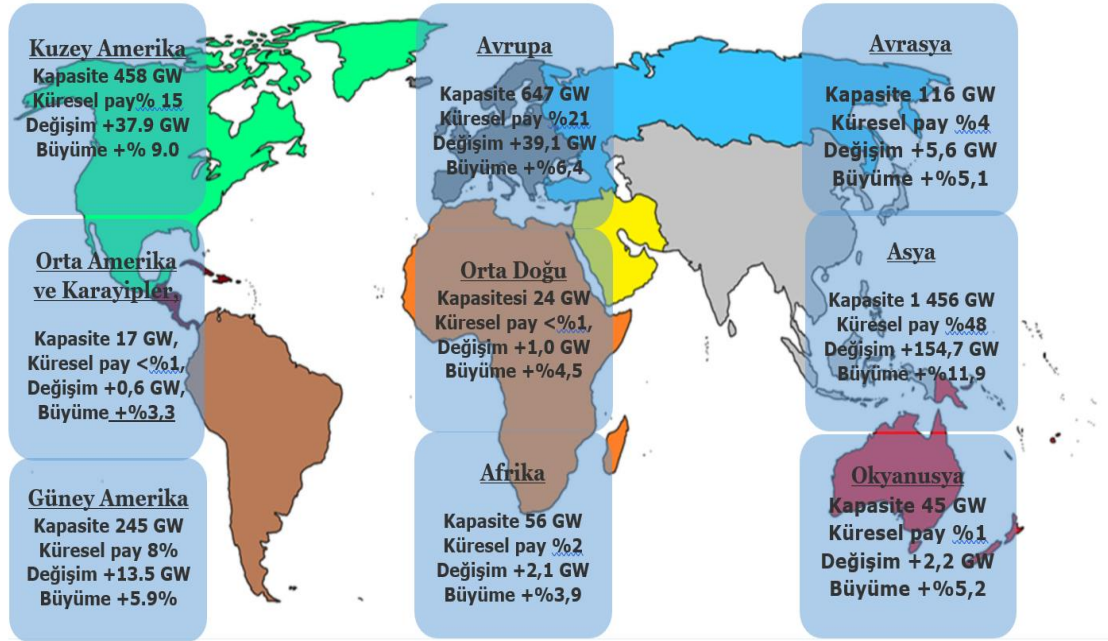 Kuzey Amerika
Kapasite 458 GW
Küresel pay% 15
Değişim +37.9 GW
Büyüme +% 9.0
Orta Amerika
ve Karayipler,
Kapasite 17 GW,
Küresel pay <%1,
Değişim +0,6 GW,
Büyüme +%3,3
Güney Amerika
Kapasite 245 GW
Küresel pay 8%
Değişim +13.5 GW
Büyüme +5.9%
Avrupa
Kapasite 647 GW
Küresel pay %21
Değişim +39,1 GW
Büyüme +%6,4
Orta Doğu
Kapasitesi 24 GW
Küresel pay <%1,
Değişim +1,0 GW
Büyüme +%4,5
Afrika
Kapasite 56 GW
Küresel pay %2
Değişim +2,1 GW
Büyüme +%3,9
Avrasya
Kapasite 116 GW
Küresel pay %4
Değişim +5,6 GW
Büyüme +%5,1
Asya
Kapasite 1 456 GW
Küresel pay %48
Değişim +154,7 GW
Büyüme +%11,9
Okyanusya
Kapasite 45 GW
Küresel pay %1
Değişim +2,2 GW
Büyüme +%5,2